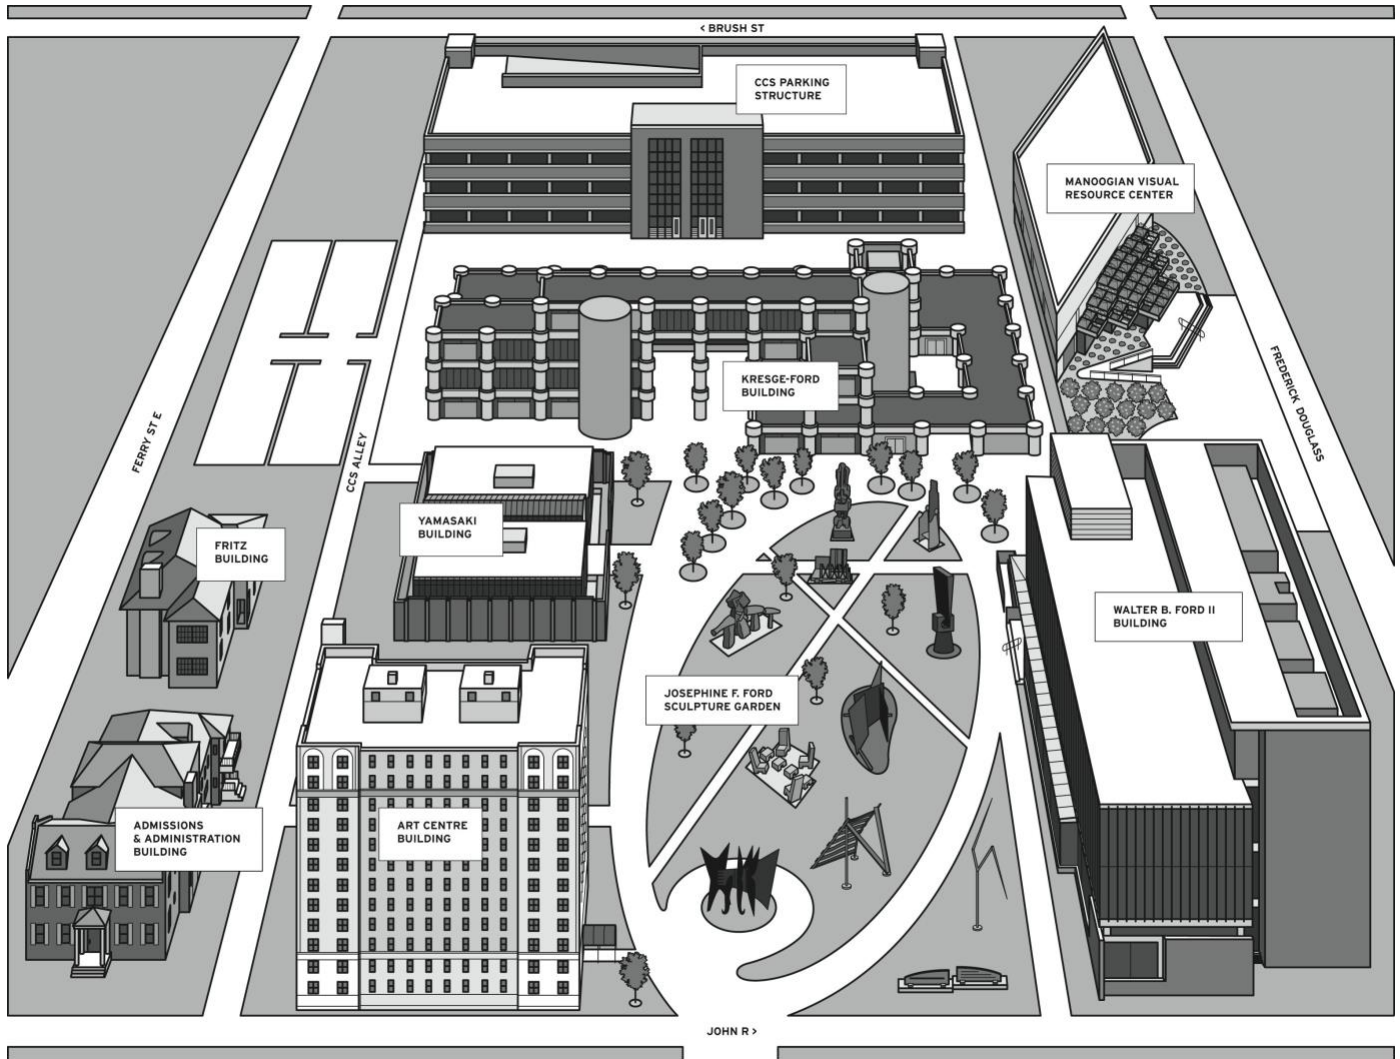 < BRUSH ST
CCS PARKING
STRUCTURE
MANOOGIAN VISUAL
RESOURCE CENTER
KRESGE-FORD
BUILDING
FERRY ST E
CCS ALLEY
FREDERICK DOUGLASS
YAMASAKI
BUILDING
FRITZ
BUILDING
WALTER B. FORD II
BUILDING
JOSEPHINE F. FORD
SCULPTURE GARDEN
ADMISSIONS
& ADMINISTRATION
BUILDING
ART CENTRE
BUILDING
JOHN R >